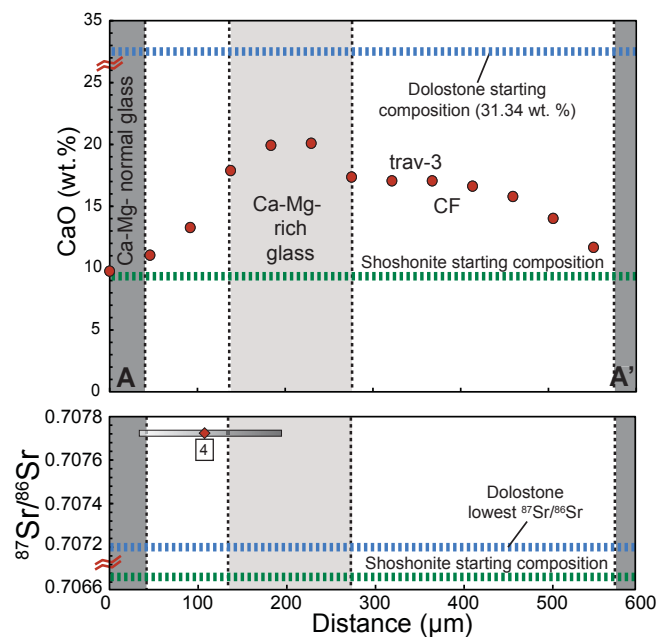 35
25
20
15
10
5
0
CaO (wt.%)
Ca-Mg- normal glass
Dolostone starting
composition (31.34 wt. %)
trav-3
CF
Ca-Mg-
rich
glass
Shoshonite starting composition
A
A'
0.7078
0.7076
0.7074
0.7072
0.7066
⁸⁷Sr/⁸⁶Sr
4
Dolostone
lowest ⁸⁷Sr/⁸⁶Sr
Shoshonite starting composition
0
100
200
300
400
500
600
Distance (µm)